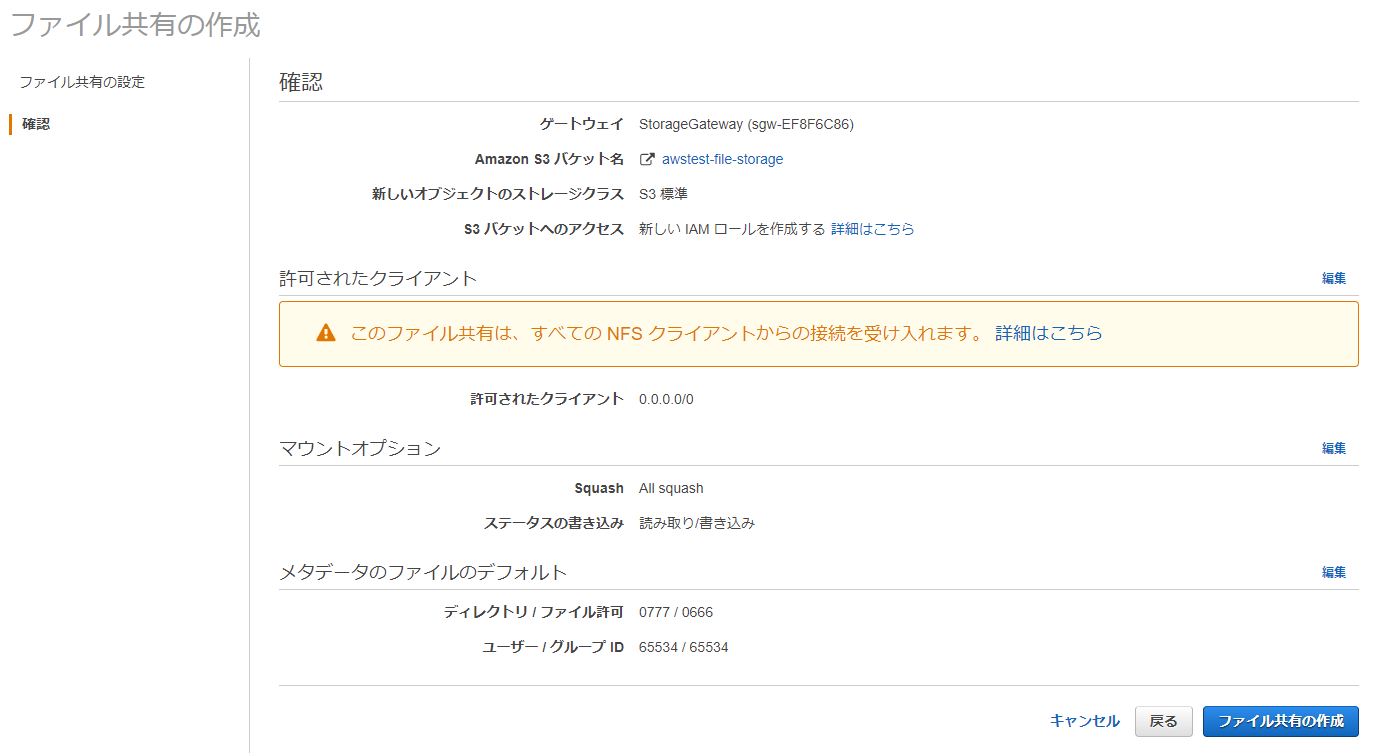 ファイル共有の作成
ファイル共有の設定
確認
確認
ゲートウェイ StorageGateway (sgw-EF8F6C86)
Amazon S3 バケット名 awstest-file-storage
新しいオブジェクトのストレージクラス S3 標準
S3 バケットへのアクセス 新しい IAM ロールを作成する 詳細はこちら
許可されたクライアント 編集
このファイル共有は、すべての NFS クライアントからの接続を受け入れます。 詳細はこちら
許可されたクライアント 0.0.0.0/0
マウントオプション 編集
Squash All squash
ステータスの書き込み 読み取り/書き込み
メタデータのファイルのデフォルト 編集
ディレクトリ / ファイル許可 0777 / 0666
ユーザー / グループ ID 65534 / 65534
キャンセル 戻る ファイル共有の作成